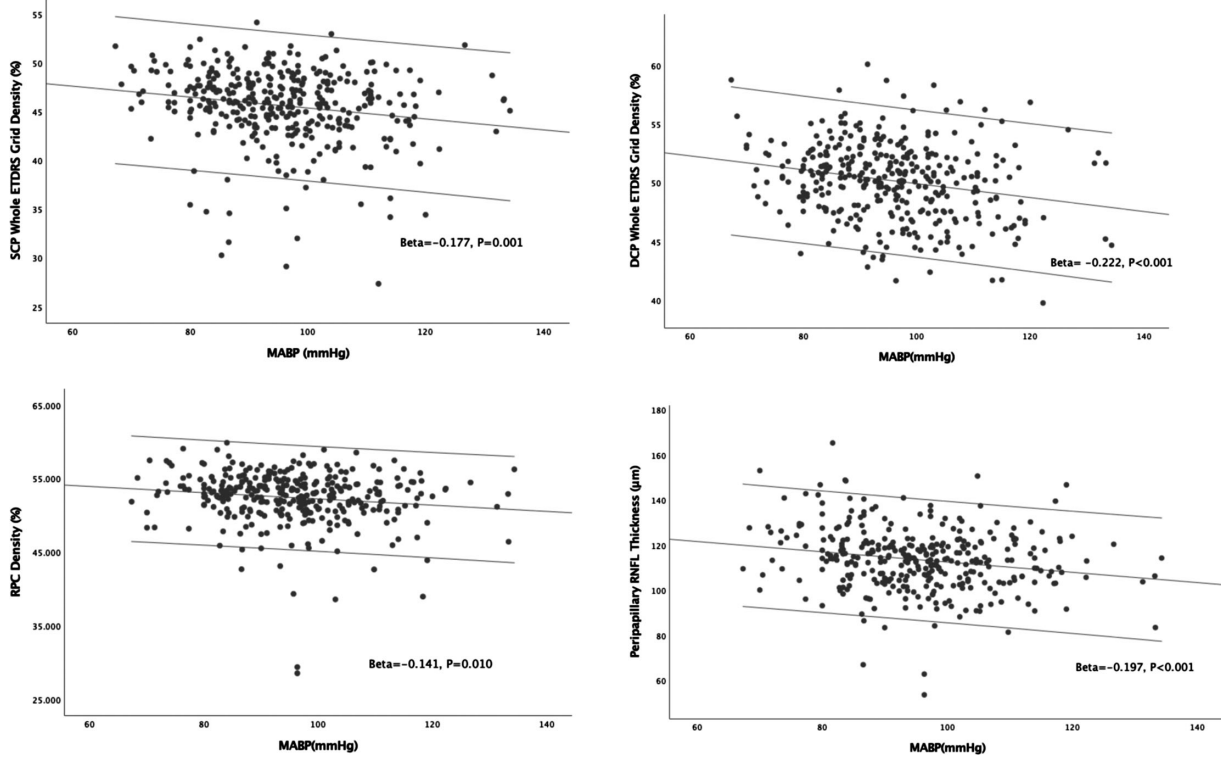 SCP Whole ETDRS Grid Density (%)
55
50
45
40
35
30
25
Beta=-0.177, P=0.001
60 80 100 120 140
MABP (mmHg)
DCP Whole ETDRS Grid Density (%)
60
55
50
45
40
Beta= -0.222, P<0.001
60 80 100 120 140
MABP(mmHg)
RPC Density (%)
65.000
55.000
45.000
35.000
25.000
Beta=-0.141, P=0.010
60 80 100 120 140
MABP(mmHg)
Peripapillary RNFL Thickness (μm)
180
160
140
120
100
80
60
Beta=-0.197, P<0.001
60 80 100 120 140
MABP(mmHg)